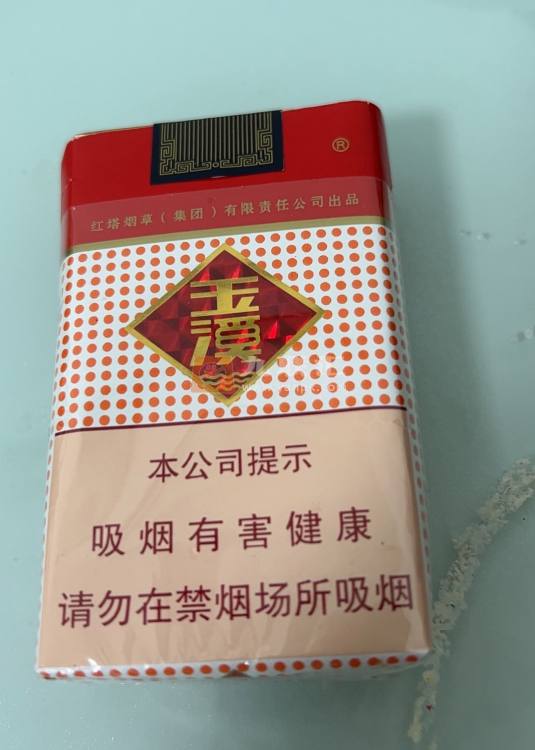 ®
红塔烟草（集团）有限责任公司出品
玉溪
本公司提示
吸烟有害健康
请勿在禁烟场所吸烟